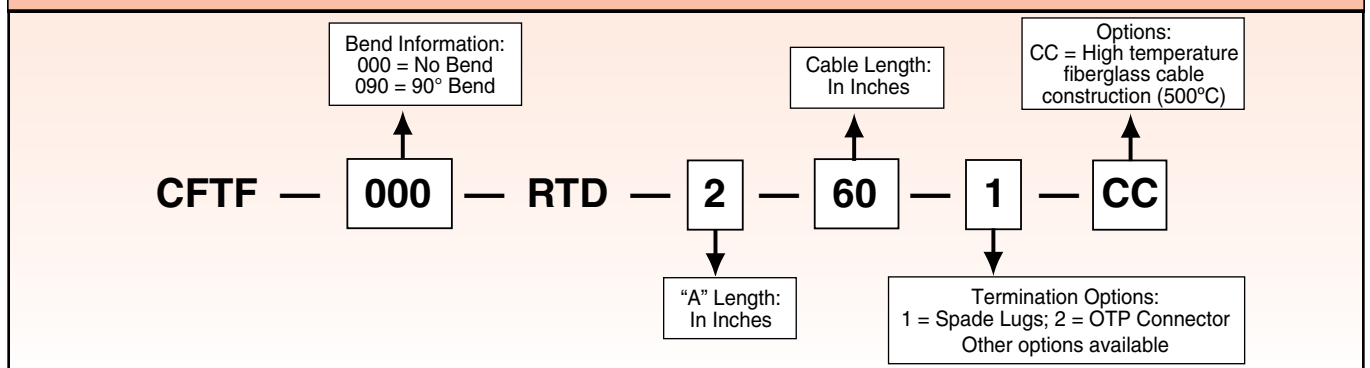 Bend Information:
000 = No Bend
090 = 90° Bend
Cable Length:
In Inches
Options:
CC = High temperature
fiberglass cable
construction (500ºC)
CFTF — 000 — RTD — 2 — 60 — 1 — CC
“A” Length:
In Inches
Termination Options:
1 = Spade Lugs; 2 = OTP Connector
Other options available